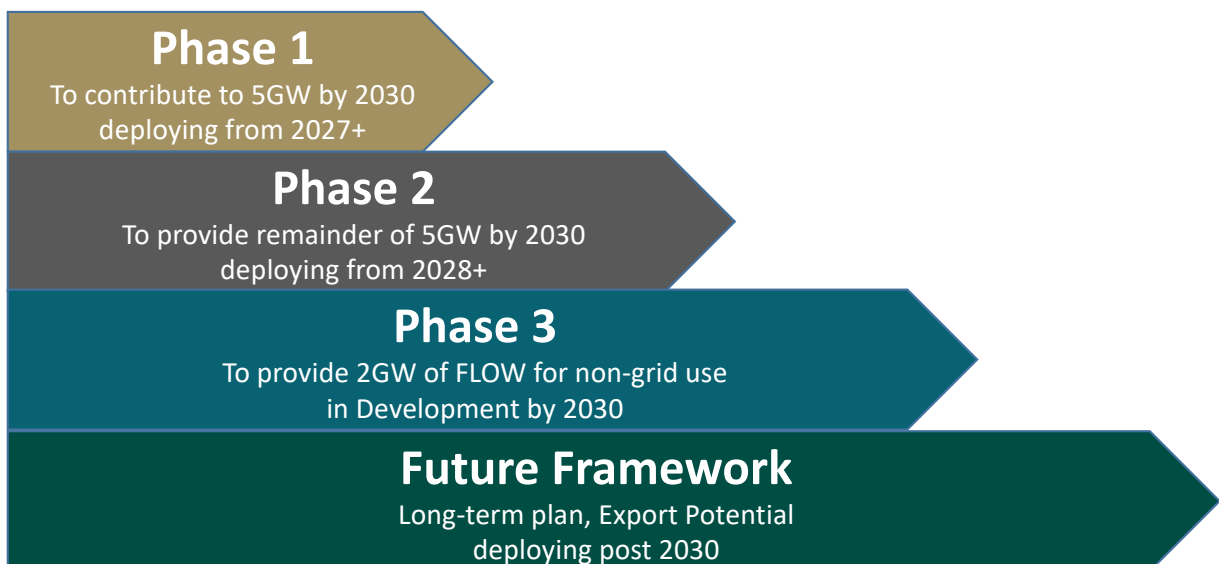 Phase 1
To contribute to 5GW by 2030
deploying from 2027+
Phase 2
To provide remainder of 5GW by 2030
deploying from 2028+
Phase 3
To provide 2GW of FLOW for non-grid use
in Development by 2030
Future Framework
Long-term plan, Export Potential
deploying post 2030